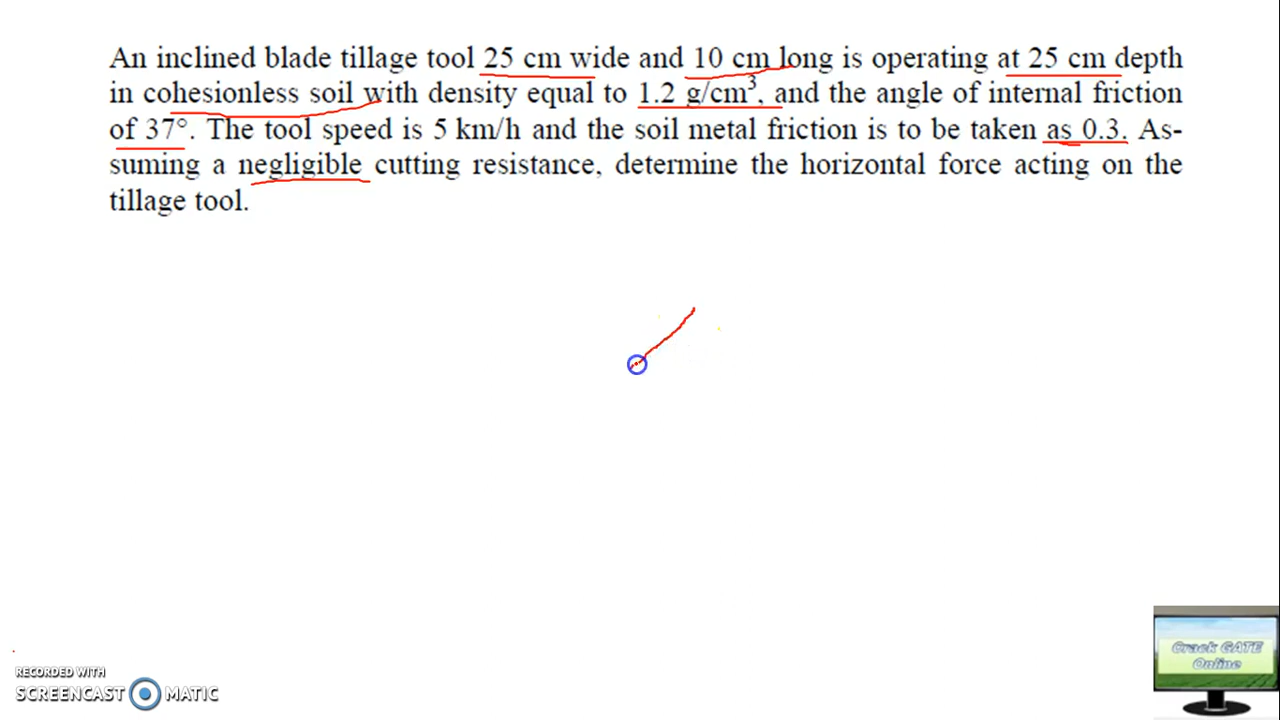 An inclined blade tillage tool 25 cm wide and 10 cm long is operating at 25 cm depth
in cohesionless soil with density equal to 1.2 g/cm³, and the angle of internal friction
of 37°. The tool speed is 5 km/h and the soil metal friction is to be taken as 0.3. As-
suming a negligible cutting resistance, determine the horizontal force acting on the
tillage tool.
Crack GATE
Online
RECORDED WITH
SCREENCAST MATIC